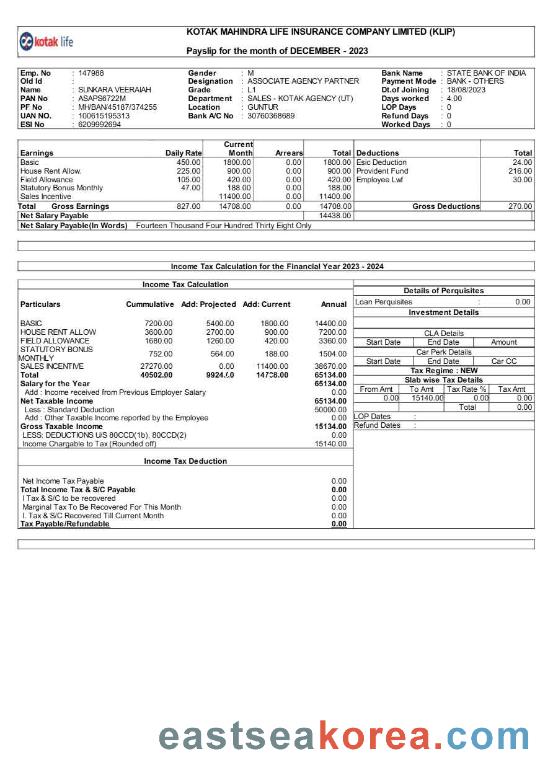 KOTAK MAHINDRA LIFE INSURANCE COMPANY LIMITED (KLIP)
kotak life
Payslip for the month of DECEMBER - 2023
Emp. No : 147988 Gender : M Bank Name : STATE BANK OF INDIA
Old Id : Designation : ASSOCIATE AGENCY PARTNER Payment Mode : BANK - OTHERS
Name : SUNKARA VEERAIAH Grade : L1 Dt.of Joining : 18/08/2023
PAN No : ASAPS6722M Department : SALES - KOTAK AGENCY (UT) Days worked : 4.00
PF No : MH/BAN/45187/374255 Location : GUNTUR LOP Days : 0
UAN NO. : 100615195313 Bank A/C No : 30760368689 Refund Days : 0
ESI No : 6209992694 Worked Days : 0
Earnings Daily Rate Current Month Arrears Total Deductions Total
Basic 450.00 1800.00 0.00 1800.00 Esic Deduction 24.00
House Rent Allow. 225.00 900.00 0.00 900.00 Provident Fund 216.00
Field Allowance 105.00 420.00 0.00 420.00 Employee Lwf 30.00
Statutory Bonus Monthly 47.00 188.00 0.00 188.00
Sales Incentive 11400.00 0.00 11400.00
Total Gross Earnings 827.00 14708.00 0.00 14708.00 Gross Deductions 270.00
Net Salary Payable 14438.00
Net Salary Payable(In Words) Fourteen Thousand Four Hundred Thirty Eight Only
Income Tax Calculation for the Financial Year 2023 - 2024
Income Tax Calculation Details of Perquisites
Particulars Cummulative Add: Projected Add: Current Annual Loan Perquisites : 0.00
Investment Details
BASIC 7200.00 5400.00 1800.00 14400.00
HOUSE RENT ALLOW 3600.00 2700.00 900.00 7200.00 CLA Details
FIELD ALLOWANCE 1680.00 1260.00 420.00 3360.00 Start Date End Date Amount
STATUTORY BONUS MONTHLY 752.00 564.00 188.00 1504.00 Car Perk Details
SALES INCENTIVE 27270.00 0.00 11400.00 38670.00 Start Date End Date Car CC
Total 40502.00 9924.00 14708.00 65134.00 Tax Regime : NEW
Salary for the Year 65134.00 Slab wise Tax Details
Add : Income received from Previous Employer Salary 0.00 From Amt To Amt Tax Rate % Tax Amt
Net Taxable Income 65134.00 0.00 15140.00 0.00 0.00
Less : Standard Deduction 50000.00 Total 0.00
Add : Other Taxable Income reported by the Employee 0.00 LOP Dates :
Gross Taxable Income 15134.00 Refund Dates :
LESS: DEDUCTIONS U/S 80CCD(1b), 80CCD(2) 0.00
Income Chargable to Tax (Rounded off) 15140.00
Income Tax Deduction
Net Income Tax Payable 0.00
Total Income Tax & S/C Payable 0.00
I Tax & S/C to be recovered 0.00
Marginal Tax To Be Recovered For This Month 0.00
I. Tax & S/C Recovered Till Current Month 0.00
Tax Payable/Refundable 0.00
eastseakorea.com